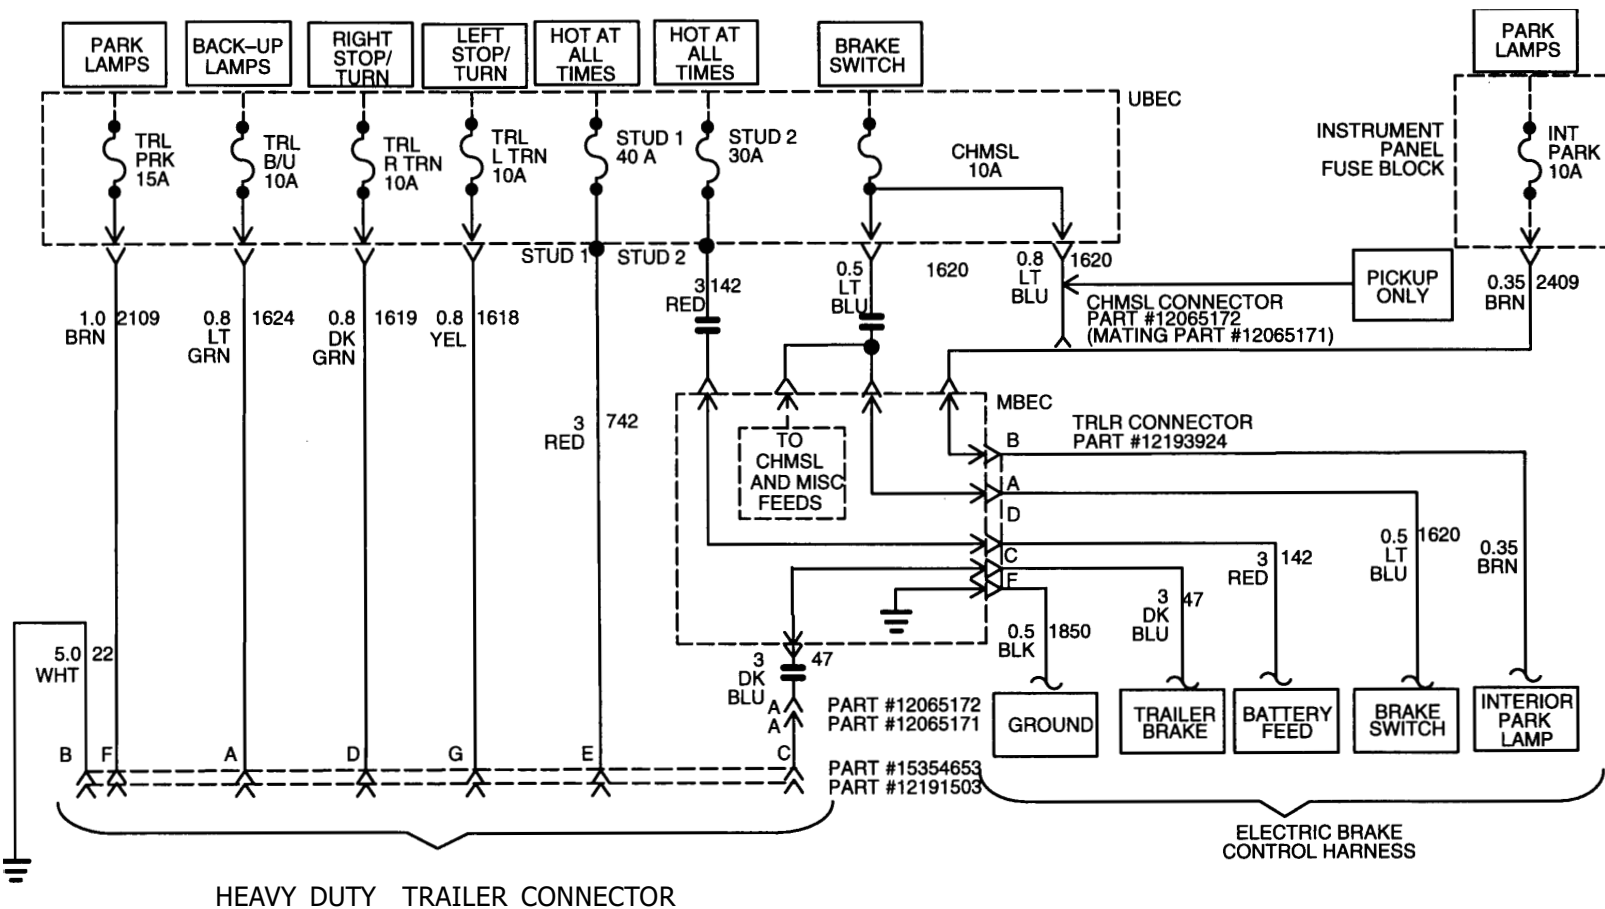 PARK
LAMPS
BACK-UP
LAMPS
RIGHT
STOP/
TURN
LEFT
STOP/
TURN
HOT AT
ALL
TIMES
HOT AT
ALL
TIMES
BRAKE
SWITCH
PARK
LAMPS
UBEC
TRL
PRK
15A
TRL
B/U
10A
TRL
R TRN
10A
TRL
L TRN
10A
STUD 1
40 A
STUD 2
30A
CHMSL
10A
INSTRUMENT
PANEL
FUSE BLOCK
INT
PARK
10A
STUD 1
STUD 2
1.0
BRN
2109
0.8
LT
GRN
1624
0.8
DK
GRN
1619
0.8
YEL
1618
3
RED
142
0.5
LT
BLU
1620
0.8
LT
BLU
1620
PICKUP
ONLY
0.35
BRN
2409
CHMSL CONNECTOR
PART #12065172
(MATING PART #12065171)
3
RED
742
MBEC
TO
CHMSL
AND MISC
FEEDS
TRLR CONNECTOR
PART #12193924
B
A
D
C
F
0.5
LT
BLU
1620
0.35
BRN
3
RED
142
3
DK
BLU
47
0.5
BLK
1850
5.0
WHT
22
3
DK
BLU
47
A
A
PART #12065172
PART #12065171
GROUND
TRAILER
BRAKE
BATTERY
FEED
BRAKE
SWITCH
INTERIOR
PARK
LAMP
B
F
A
D
G
E
C
PART #15354653
PART #12191503
ELECTRIC BRAKE
CONTROL HARNESS
HEAVY DUTY TRAILER CONNECTOR